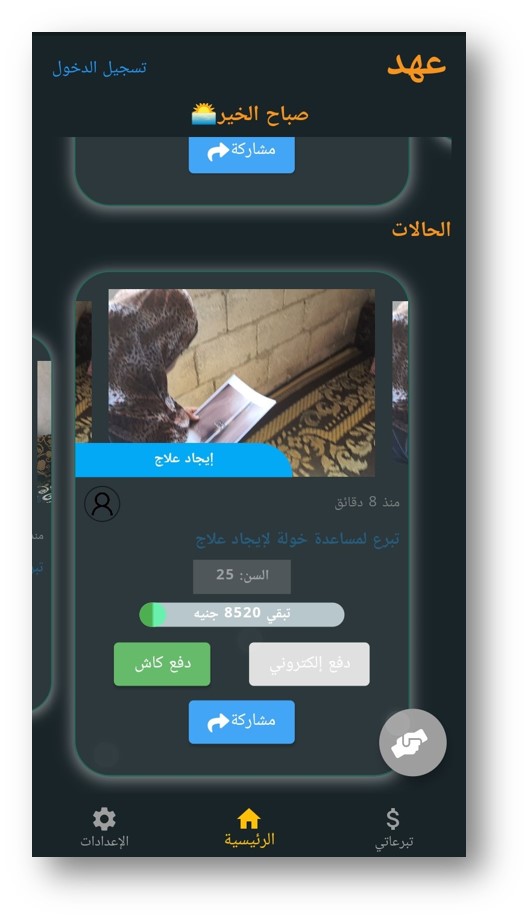 عهد
تسجيل الدخول
صباح الخير🌅
مشاركة
الحالات
إيجاد علاج
منذ 8 دقائق
تبرع لمساعدة خولة لإيجاد علاج
السن: 25
تبقي 8520 جنيه
دفع إلكتروني
دفع كاش
مشاركة
تبرعاتي
الرئيسية
الإعدادات